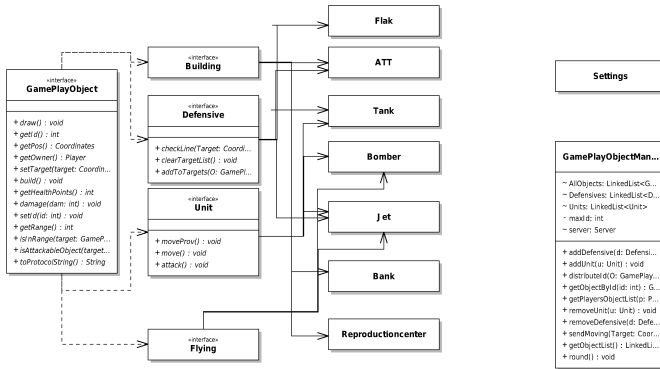 «interface»
GamePlayObject
+ draw() : void
+ getId() : int
+ getPos() : Coordinates
+ getOwner() : Player
+ setTarget(target: Coordin...
+ build() : void
+ getHealthPoints() : int
+ damage(dam: int) : void
+ setId(id: int) : void
+ getRange() : int
+ isInRange(target: GameP...
+ isAttackableObject(target...
+ toProtocolString() : String
«interface»
Building
«interface»
Defensive
+ checkLine(Target: Coordi...
+ clearTargetList() : void
+ addToTargets(O: GamePl...
«interface»
Unit
+ moveProv() : void
+ move() : void
+ attack() : void
«interface»
Flying
Flak
ATT
Tank
Bomber
Jet
Bank
Reproductioncenter
Settings
GamePlayObjectMan...
~ AllObjects: LinkedList<G...
~ Defensives: LinkedList<D...
~ Units: LinkedList<Unit>
- maxId: int
~ server: Server
+ addDefensive(d: Defensi...
+ addUnit(u: Unit) : void
+ distributeId(O: GamePlay...
+ getObjectById(id: int) : G...
+ getPlayersObjectList(p: P...
+ removeUnit(u: Unit) : void
+ removeDefensive(d: Defe...
+ sendMoving(Target: Coor...
+ getObjectList() : LinkedLi...
+ round() : void